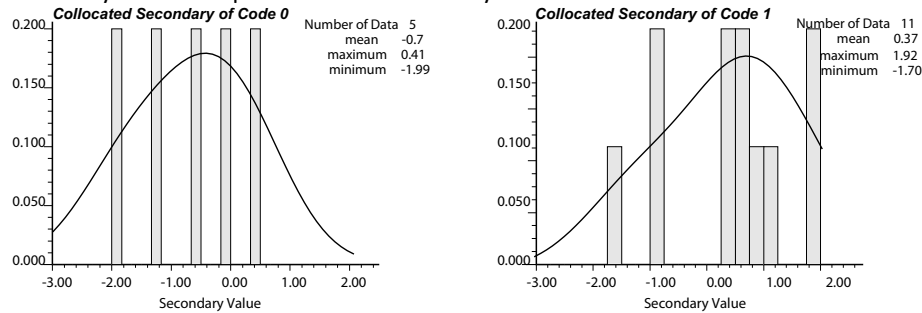 Collocated Secondary of Code 0
Number of Data 5
mean -0.7
maximum 0.41
minimum -1.99
0.200
0.150
0.100
0.050
0.000
-3.00 -2.00 -1.00 0.00 1.00 2.00
Secondary Value
Collocated Secondary of Code 1
Number of Data 11
mean 0.37
maximum 1.92
minimum -1.70
0.200
0.150
0.100
0.050
0.000
-3.00 -2.00 -1.00 0.00 1.00 2.00
Secondary Value